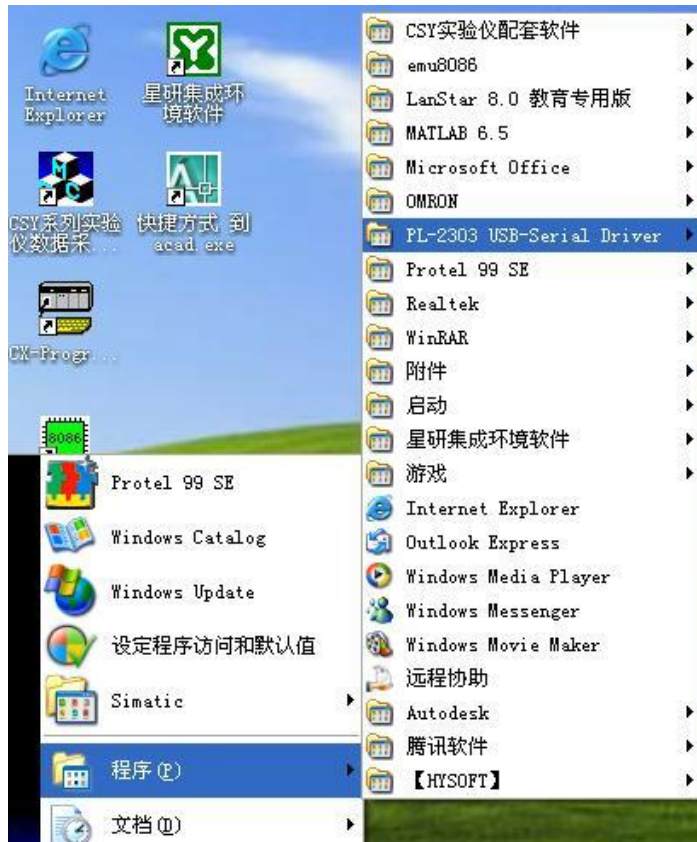 Internet
Explorer
星研集成环
境软件
CSY系列实验
仪数据采...
快捷方式 到
acad.exe
CX-Progr...
8086
Protel 99 SE
Windows Catalog
Windows Update
设定程序访问和默认值
Simatic
程序(P)
文档(D)
CSY实验仪配套软件
emu8086
LanStar 8.0 教育专用版
MATLAB 6.5
Microsoft Office
OMRON
PL-2303 USB-Serial Driver
Protel 99 SE
Realtek
WinRAR
附件
启动
星研集成环境软件
游戏
Internet Explorer
Outlook Express
Windows Media Player
Windows Messenger
Windows Movie Maker
远程协助
Autodesk
腾讯软件
【HYSOFT】